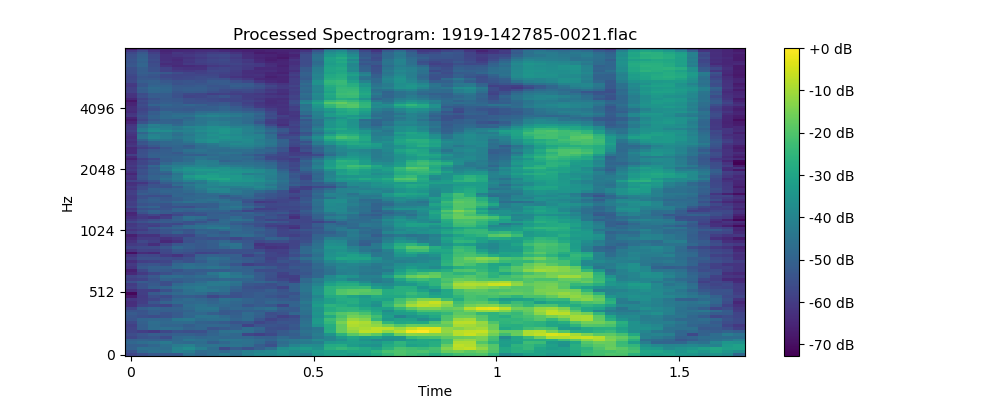 Processed Spectrogram: 1919-142785-0021.flac
+0 dB
-10 dB
-20 dB
-30 dB
-40 dB
-50 dB
-60 dB
-70 dB
4096
2048
1024
512
0
Hz
0
0.5
1
1.5
Time